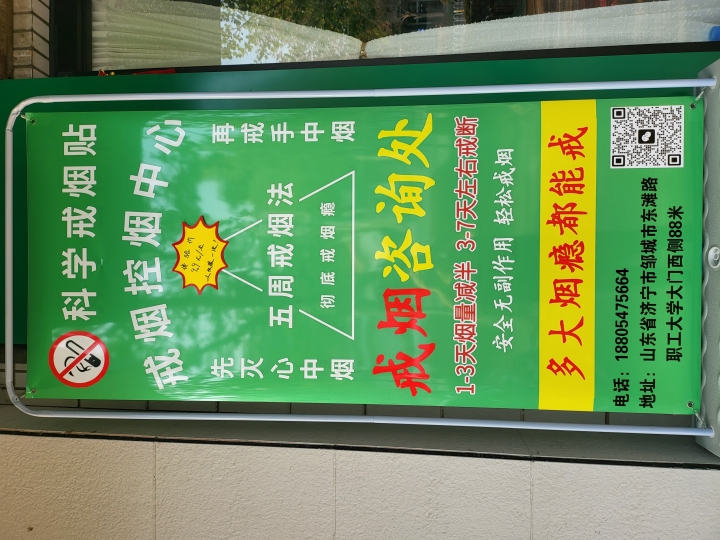 科学戒烟贴
戒烟控烟中心
先灭心中烟
再戒手中烟
五周戒烟法
彻底戒烟瘾
戒烟咨询处
1-3天烟量减半 3-7天左右戒断
安全无副作用 轻松戒烟
多大烟瘾都能戒
电话：18805475664
地址：山东省济宁市邹城市东滩路
职工大学大门西侧88米